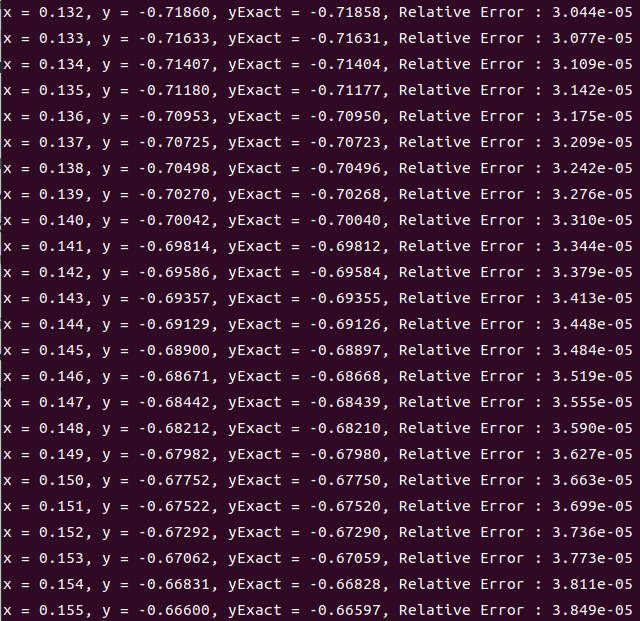 x = 0.132, y = -0.71860, yExact = -0.71858, Relative Error : 3.044e-05
x = 0.133, y = -0.71633, yExact = -0.71631, Relative Error : 3.077e-05
x = 0.134, y = -0.71407, yExact = -0.71404, Relative Error : 3.109e-05
x = 0.135, y = -0.71180, yExact = -0.71177, Relative Error : 3.142e-05
x = 0.136, y = -0.70953, yExact = -0.70950, Relative Error : 3.175e-05
x = 0.137, y = -0.70725, yExact = -0.70723, Relative Error : 3.209e-05
x = 0.138, y = -0.70498, yExact = -0.70496, Relative Error : 3.242e-05
x = 0.139, y = -0.70270, yExact = -0.70268, Relative Error : 3.276e-05
x = 0.140, y = -0.70042, yExact = -0.70040, Relative Error : 3.310e-05
x = 0.141, y = -0.69814, yExact = -0.69812, Relative Error : 3.344e-05
x = 0.142, y = -0.69586, yExact = -0.69584, Relative Error : 3.379e-05
x = 0.143, y = -0.69357, yExact = -0.69355, Relative Error : 3.413e-05
x = 0.144, y = -0.69129, yExact = -0.69126, Relative Error : 3.448e-05
x = 0.145, y = -0.68900, yExact = -0.68897, Relative Error : 3.484e-05
x = 0.146, y = -0.68671, yExact = -0.68668, Relative Error : 3.519e-05
x = 0.147, y = -0.68442, yExact = -0.68439, Relative Error : 3.555e-05
x = 0.148, y = -0.68212, yExact = -0.68210, Relative Error : 3.590e-05
x = 0.149, y = -0.67982, yExact = -0.67980, Relative Error : 3.627e-05
x = 0.150, y = -0.67752, yExact = -0.67750, Relative Error : 3.663e-05
x = 0.151, y = -0.67522, yExact = -0.67520, Relative Error : 3.699e-05
x = 0.152, y = -0.67292, yExact = -0.67290, Relative Error : 3.736e-05
x = 0.153, y = -0.67062, yExact = -0.67059, Relative Error : 3.773e-05
x = 0.154, y = -0.66831, yExact = -0.66828, Relative Error : 3.811e-05
x = 0.155, y = -0.66600, yExact = -0.66597, Relative Error : 3.849e-05